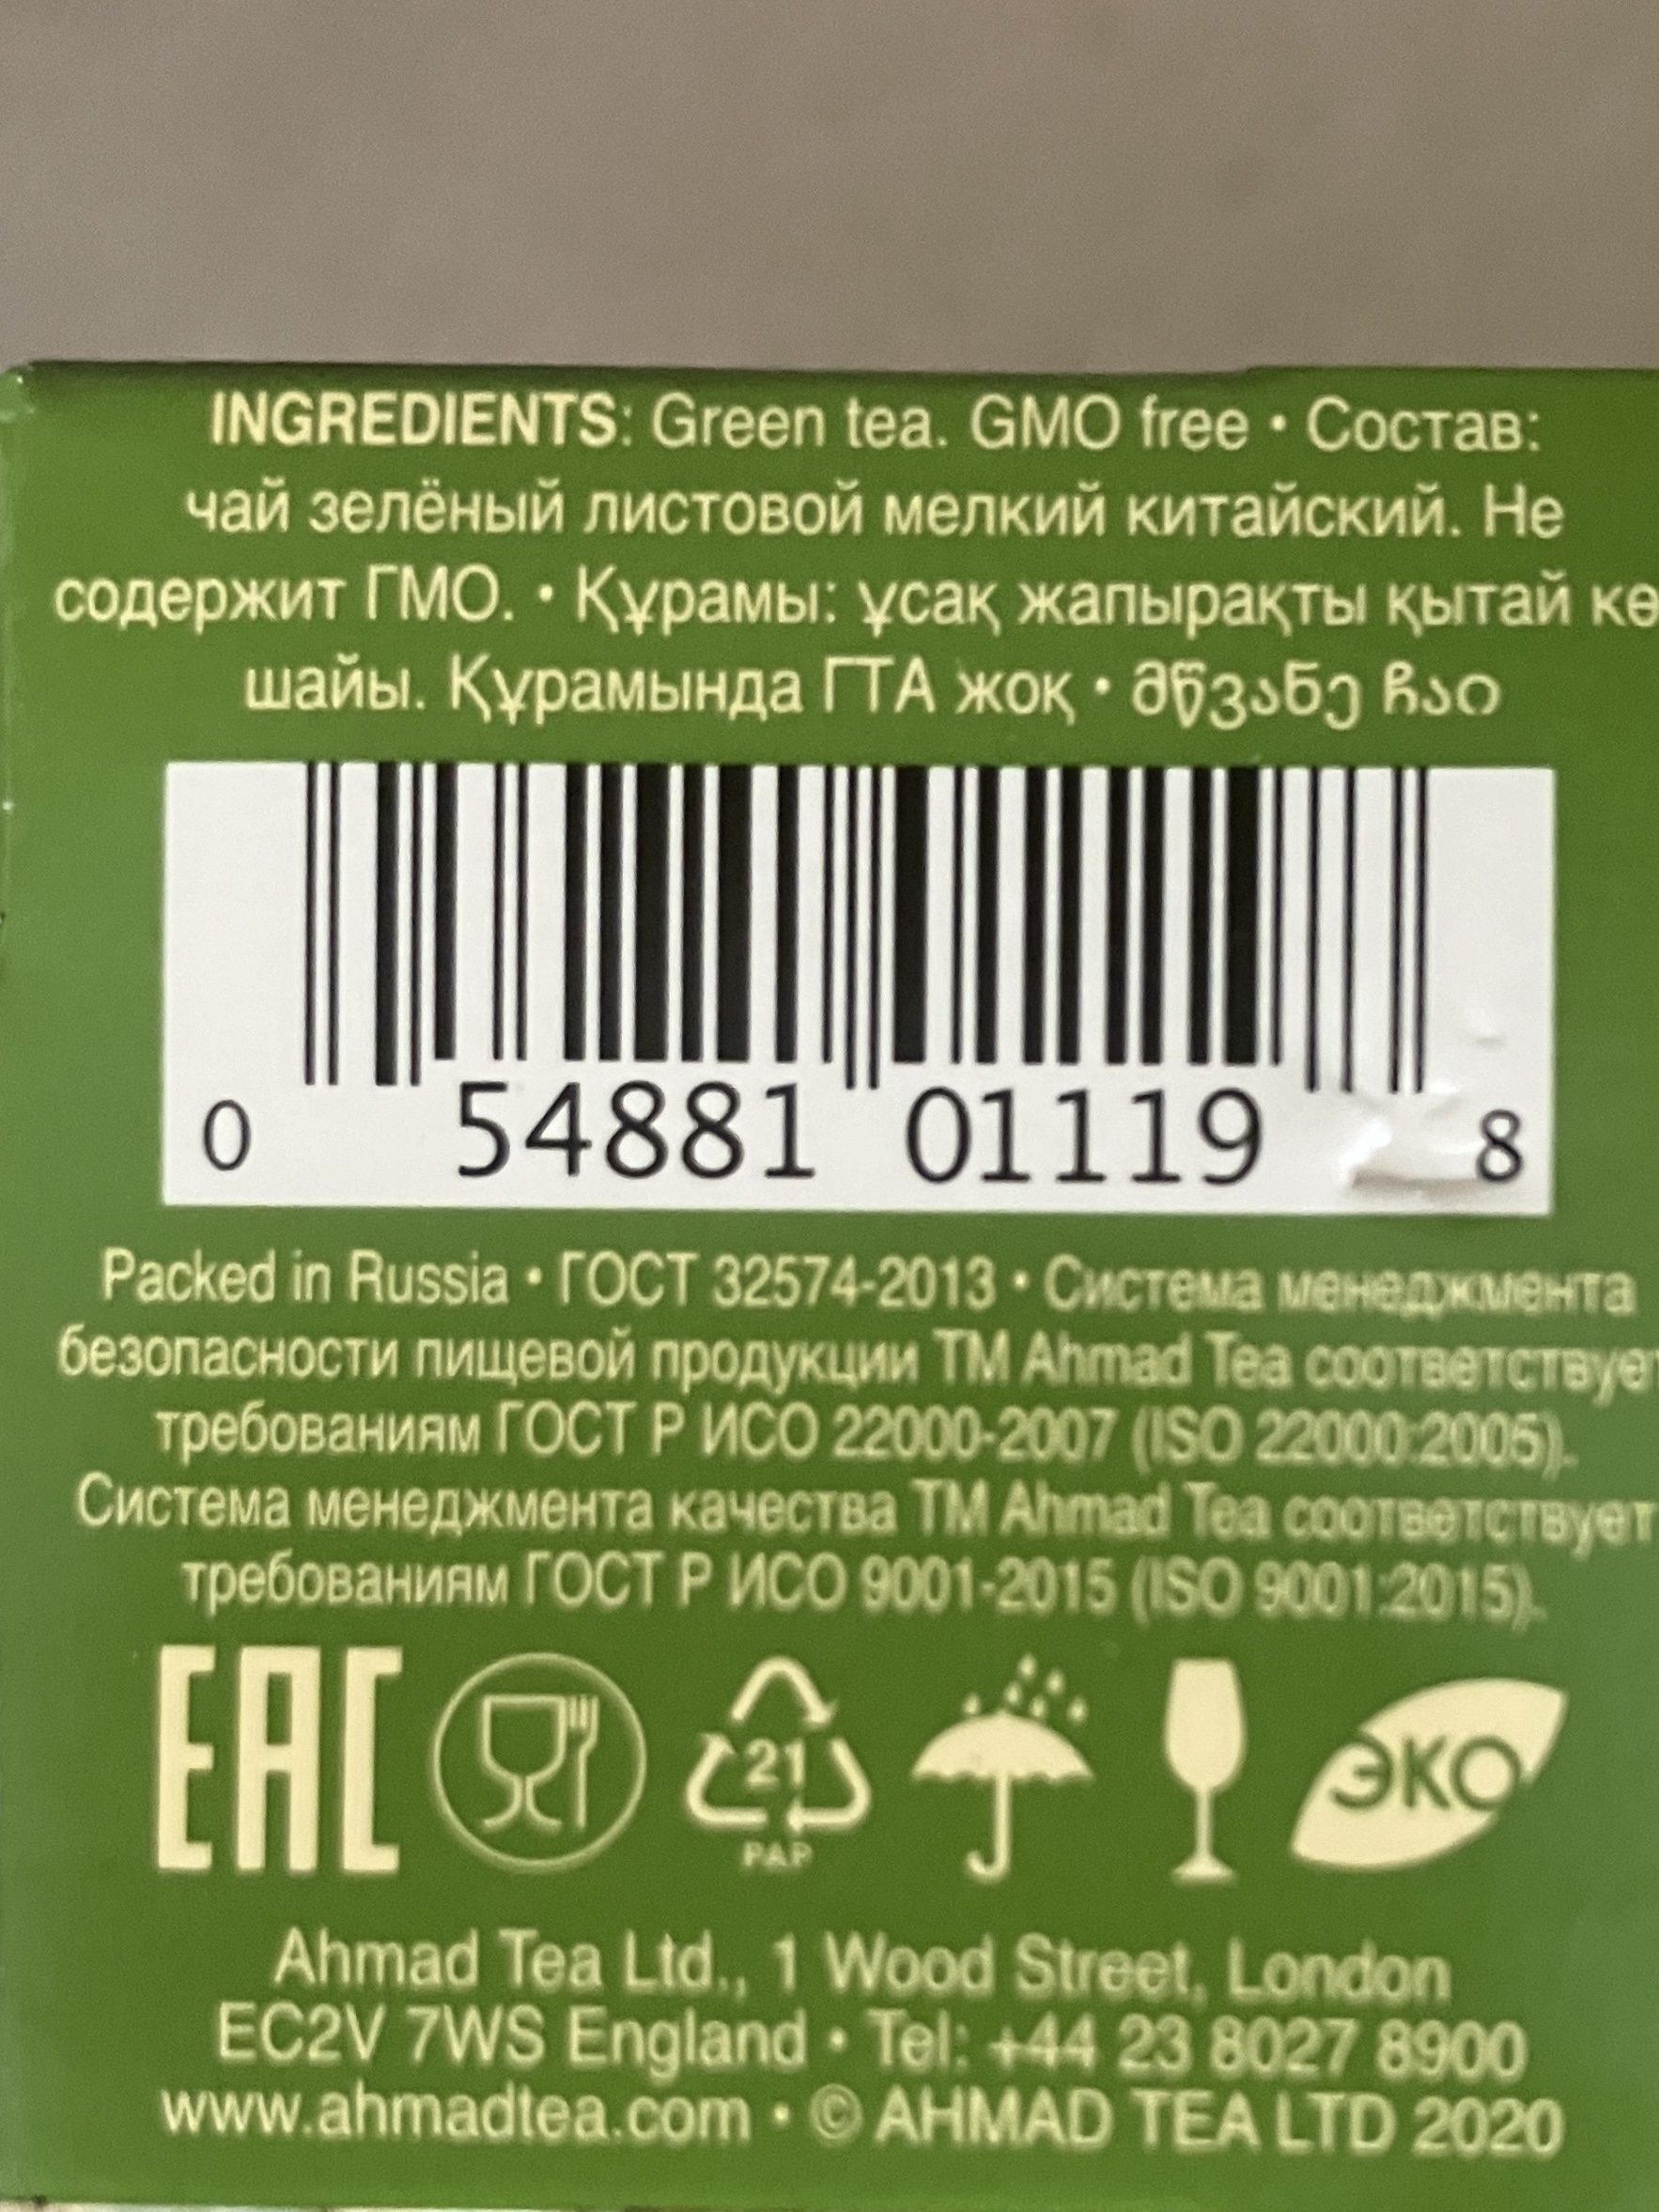 INGREDIENTS: Green tea. GMO free • Состав:
чай зелёный листовой мелкий китайский. Не
содержит ГМО. • Құрамы: ұсақ жапырақты қытай
шайы. Құрамында ГТА жоқ • მწვანე ჩაი
0 54881 01119 8
Packed in Russia • ГОСТ 32574-2013 • Система менеджмента
безопасности пищевой продукции ТМ Ahmad Tea соответствует
требованиям ГОСТ Р ИСО 22000-2007 (ISO 22000:2005).
Система менеджмента качества ТМ Ahmad Tea соответствует
требованиям ГОСТ Р ИСО 9001-2015 (ISO 9001:2015).
EAC 21 ЭКО
PAP
Ahmad Tea Ltd., 1 Wood Street, London
EC2V 7WS England • Tel: +44 23 8027 8900
www.ahmadtea.com • © AHMAD TEA LTD 2020